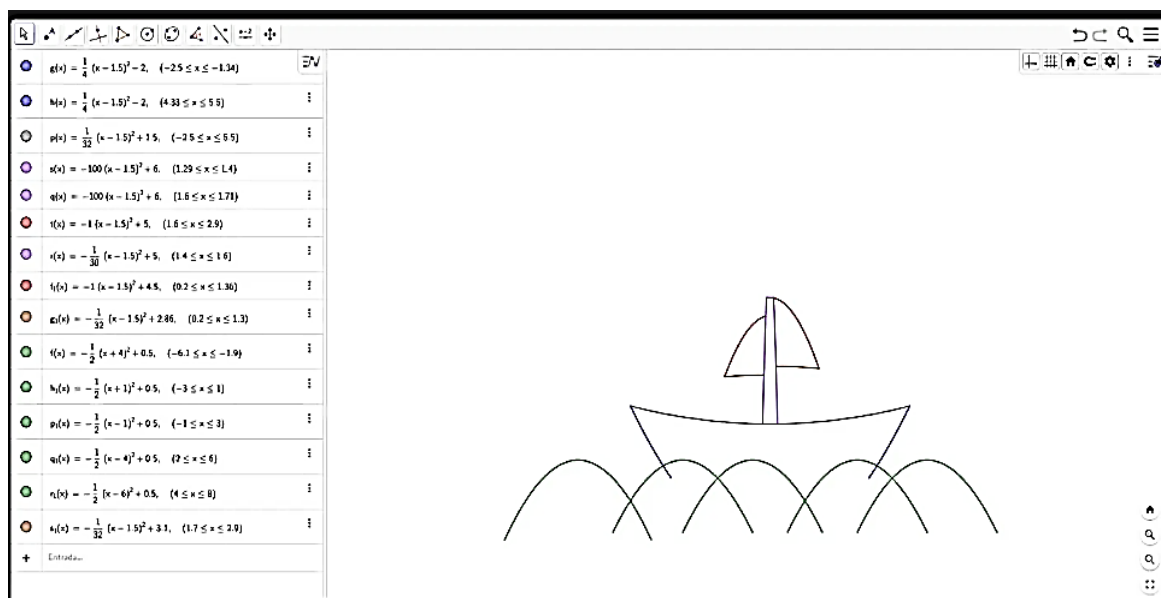 g(x) = 1/4 (x − 1.5)² − 2, (−2.5 ≤ x ≤ −1.34)
h(x) = 1/4 (x − 1.5)² − 2, (4.33 ≤ x ≤ 5.5)
p(x) = 1/32 (x − 1.5)² + 1.5, (−2.5 ≤ x ≤ 5.5)
s(x) = −100 (x − 1.5)² + 6, (1.29 ≤ x ≤ 1.4)
q(x) = −100 (x − 1.5)² + 6, (1.6 ≤ x ≤ 1.71)
t(x) = −1 (x − 1.5)² + 5, (1.6 ≤ x ≤ 2.9)
r(x) = −1/30 (x − 1.5)² + 5, (1.4 ≤ x ≤ 1.6)
f₁(x) = −1 (x − 1.5)² + 4.5, (0.2 ≤ x ≤ 1.36)
g₁(x) = −1/32 (x − 1.5)² + 2.86, (0.2 ≤ x ≤ 1.3)
f(x) = −1/2 (x + 4)² + 0.5, (−6.1 ≤ x ≤ −1.9)
h₁(x) = −1/2 (x + 1)² + 0.5, (−3 ≤ x ≤ 1)
p₁(x) = −1/2 (x − 1)² + 0.5, (−1 ≤ x ≤ 3)
q₁(x) = −1/2 (x − 4)² + 0.5, (2 ≤ x ≤ 6)
r₁(x) = −1/2 (x − 6)² + 0.5, (4 ≤ x ≤ 8)
s₁(x) = −1/32 (x − 1.5)² + 3.1, (1.7 ≤ x ≤ 2.9)
Entrada...